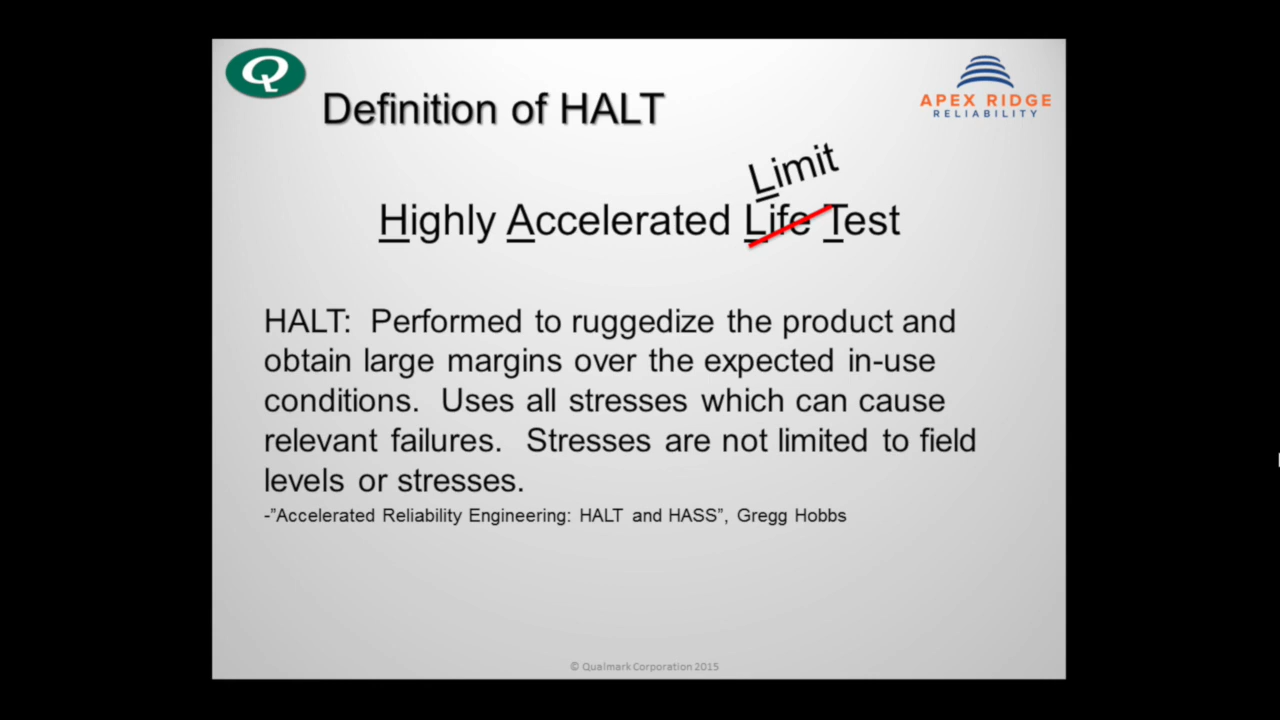 Q
APEX RIDGE
RELIABILITY
Definition of HALT
Limit
Highly Accelerated Life Test
HALT: Performed to ruggedize the product and
obtain large margins over the expected in-use
conditions. Uses all stresses which can cause
relevant failures. Stresses are not limited to field
levels or stresses.
-”Accelerated Reliability Engineering: HALT and HASS”, Gregg Hobbs
© Qualmark Corporation 2015